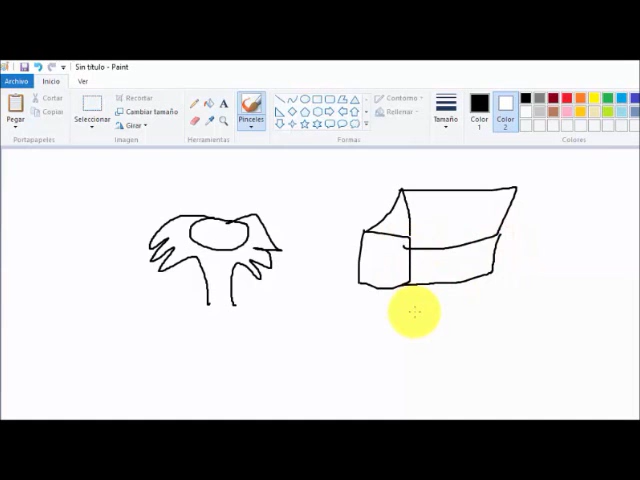 Sin título - Paint
Archivo Inicio Ver
Pegar
Cortar
Copiar
Portapapeles
Seleccionar
Recortar
Cambiar tamaño
Girar
Imagen
A
Herramientas
Pinceles
Contorno
Rellenar
Formas
Tamaño
Color 1
Color 2
Colores